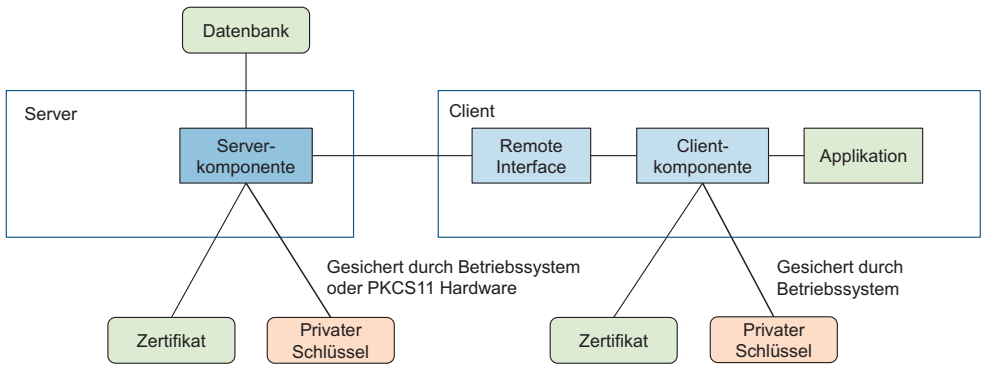 Datenbank
Server
Server-
komponente
Client
Remote
Interface
Client-
komponente
Applikation
Gesichert durch Betriebssystem
oder PKCS11 Hardware
Gesichert durch
Betriebssystem
Zertifikat
Privater
Schlüssel
Zertifikat
Privater
Schlüssel